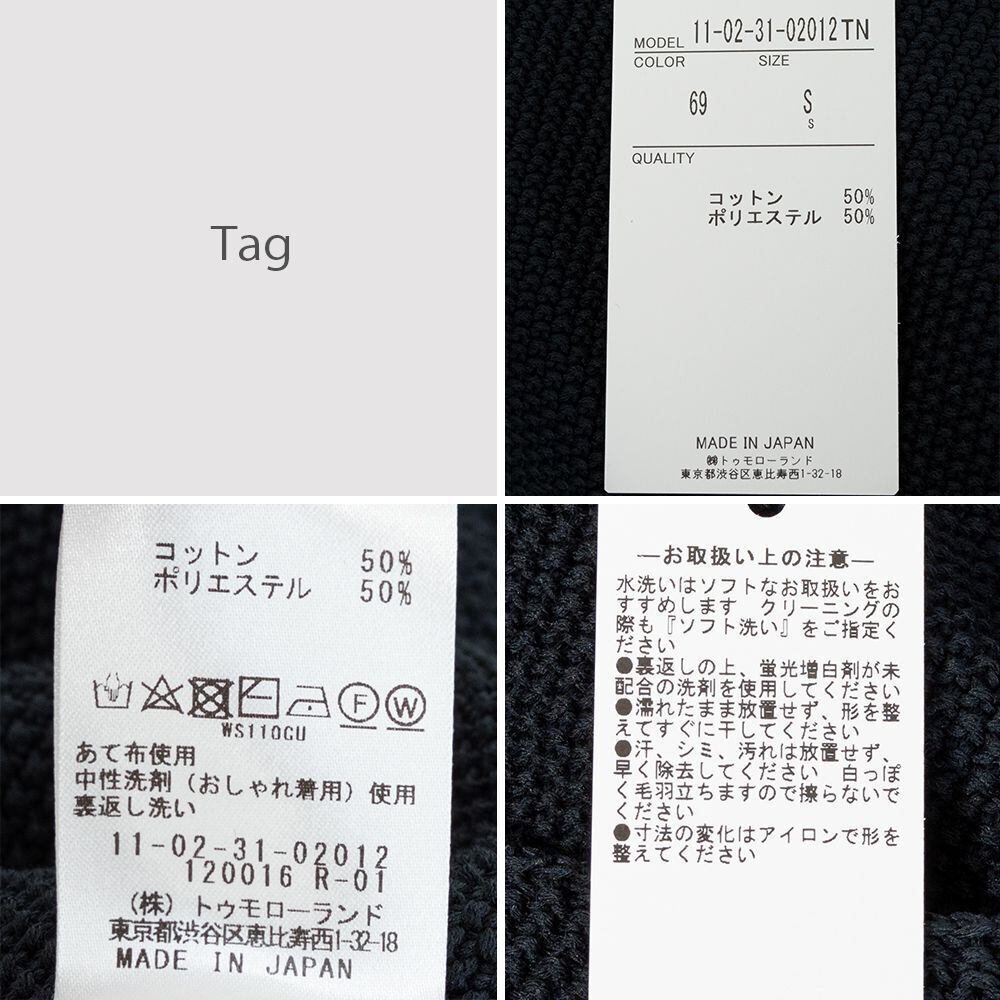 Tag
MODEL 11-02-31-02012TN
COLOR SIZE
69 S
S
QUALITY
コットン 50%
ポリエステル 50%
MADE IN JAPAN
㈱トゥモローランド
東京都渋谷区恵比寿西1-32-18
コットン 50%
ポリエステル 50%
F W
WS110GU
あて布使用
中性洗剤（おしゃれ着用）使用
裏返し洗い
11-02-31-02012
120016 R-01
（株）トゥモローランド
東京都渋谷区恵比寿西1-32-18
MADE IN JAPAN
―お取扱い上の注意―
水洗いはソフトなお取扱いをお
すすめします　クリーニングの
際も『ソフト洗い』をご指定く
ださい
●裏返しの上、蛍光増白剤が未
配合の洗剤を使用してください
●濡れたまま放置せず、形を整
えてすぐに干してください
●汗、シミ、汚れは放置せず、
早く除去してください　白っぽ
く毛羽立ちますので擦らないで
ください
●寸法の変化はアイロンで形を
整えてください